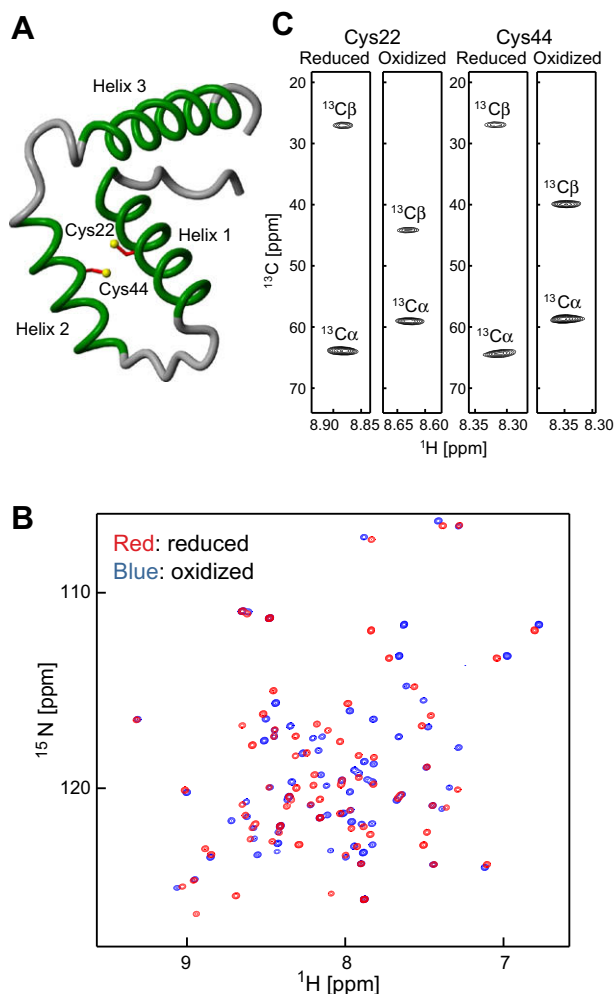 A
Helix 3
Cys22
Helix 1
Cys44
Helix 2
C
Cys22 Cys44
Reduced Oxidized Reduced Oxidized
13Cβ 13Cβ
13Cβ 13Cβ
13Cα 13Cα
13Cα 13Cα
20
30
40
50
60
70
13C [ppm]
8.90 8.85 8.65 8.60 8.35 8.30 8.35 8.30
1H [ppm]
B
Red: reduced
Blue: oxidized
110
120
15N [ppm]
9 8 7
1H [ppm]